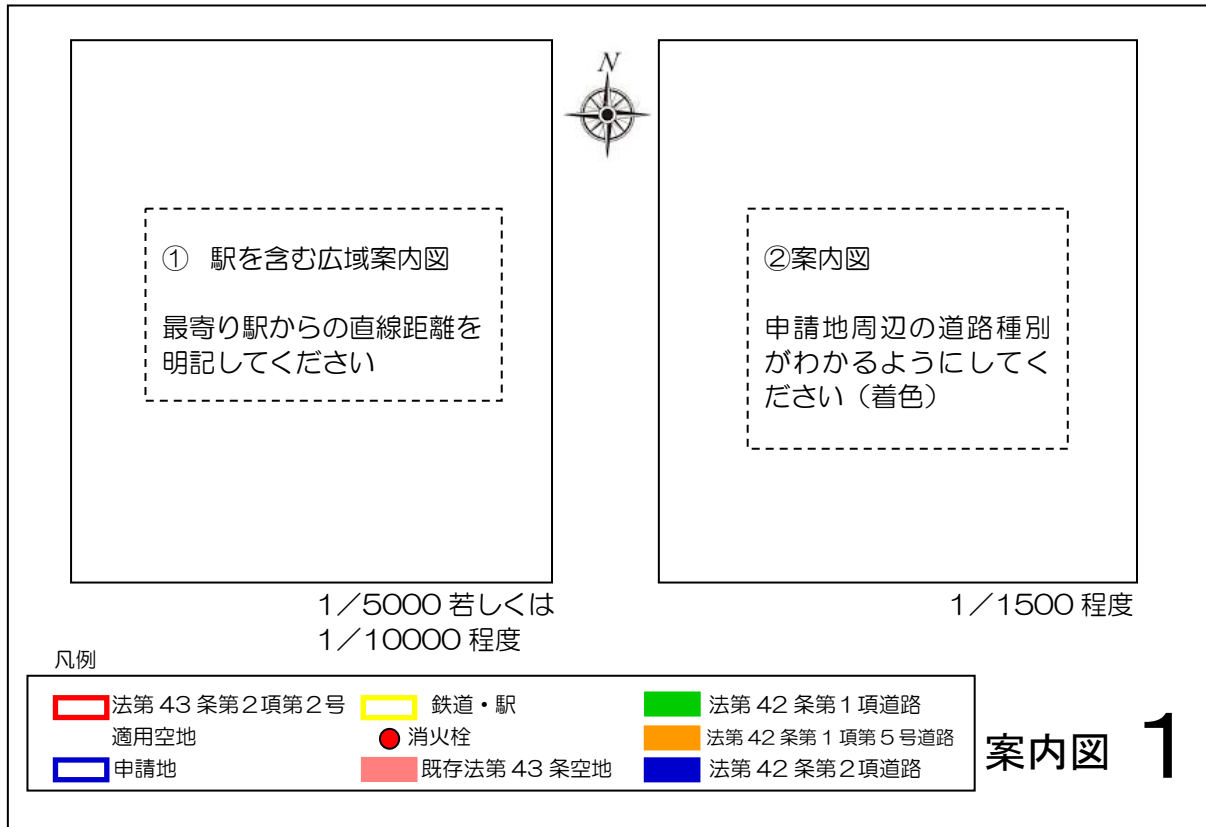 N
① 駅を含む広域案内図
最寄り駅からの直線距離を
明記してください
②案内図
申請地周辺の道路種別
がわかるようにしてく
ださい（着色）
1／5000 若しくは
1／10000 程度
1／1500 程度
凡例
法第 43 条第２項第２号
適用空地
申請地
鉄道・駅
消火栓
既存法第 43 条空地
法第 42 条第１項道路
法第 42 条第１項第５号道路
法第 42 条第２項道路
案内図 1